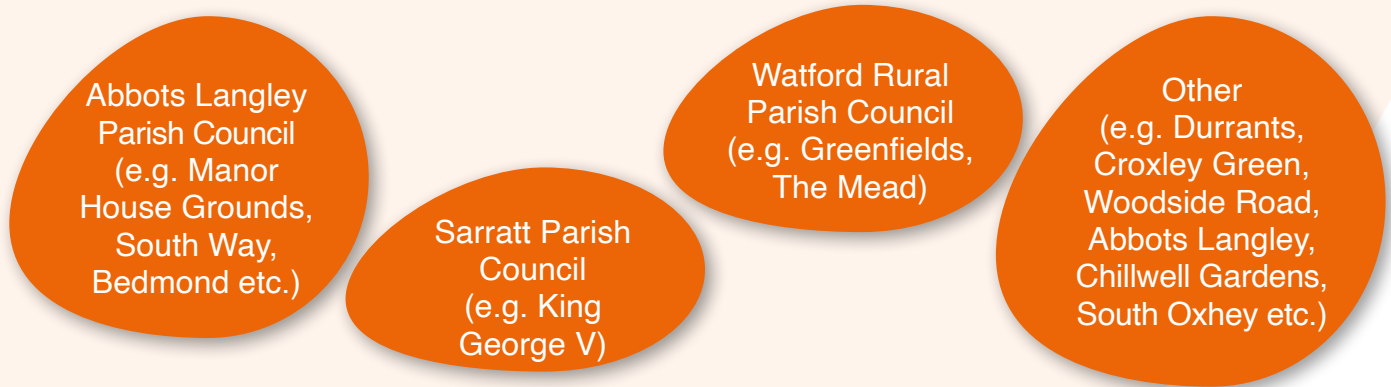 Abbots Langley
Parish Council
(e.g. Manor
House Grounds,
South Way,
Bedmond etc.)
Sarratt Parish
Council
(e.g. King
George V)
Watford Rural
Parish Council
(e.g. Greenfields,
The Mead)
Other
(e.g. Durrants,
Croxley Green,
Woodside Road,
Abbots Langley,
Chillwell Gardens,
South Oxhey etc.)